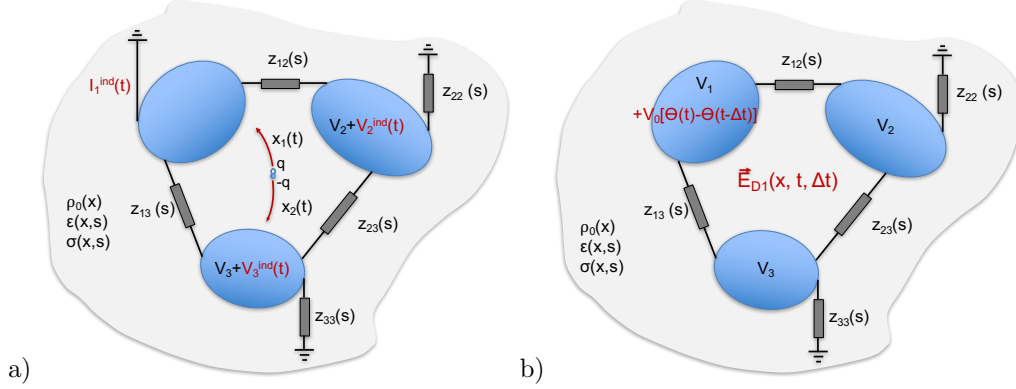 z₁₂(s)
I₁ⁱⁿᵈ(t)
z₂₂ (s)
V₂+V₂ⁱⁿᵈ(t)
x₁(t)
q
-q
x₂(t)
z₁₃ (s)
z₂₃(s)
ρ₀(x)
ε(x,s)
σ(x,s)
V₃+V₃ⁱⁿᵈ(t)
z₃₃(s)
a)
z₁₂(s)
V₁
+V₀[Θ(t)-Θ(t-Δt)]
z₂₂ (s)
V₂
E⃗_D1(x, t, Δt)
z₁₃ (s)
z₂₃(s)
ρ₀(x)
ε(x,s)
σ(x,s)
V₃
z₃₃(s)
b)